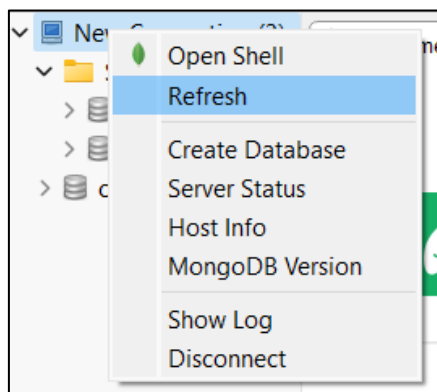 Open Shell
Refresh
Create Database
Server Status
Host Info
MongoDB Version
Show Log
Disconnect